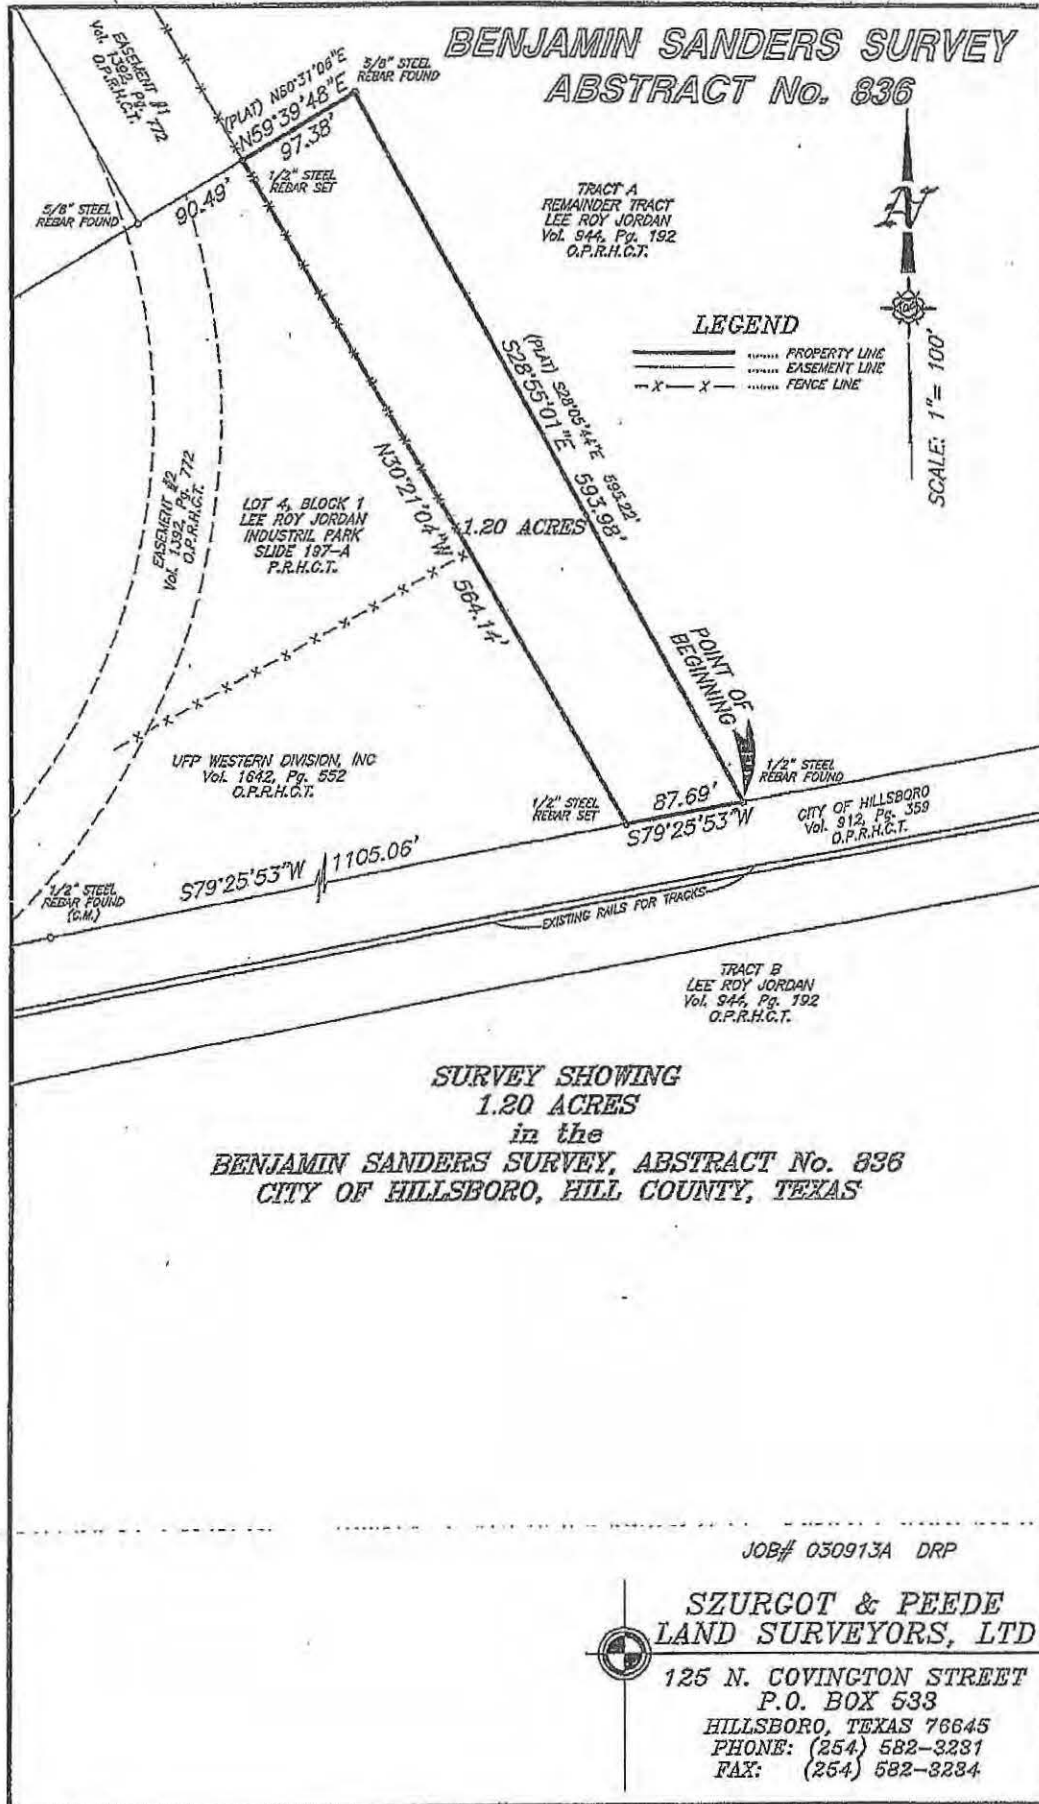 BENJAMIN SANDERS SURVEY
ABSTRACT No. 836
EASEMENT #1
Vol. 1392, Pg. 772
O.P.R.H.C.T.
(PLAT) N60°31'06"E
N59°39'48"E
97.38'
5/8" STEEL
REBAR FOUND
1/2" STEEL
REBAR SET
90.49'
5/8" STEEL
REBAR FOUND
TRACT A
REMAINDER TRACT
LEE ROY JORDAN
Vol. 944, Pg. 192
O.P.R.H.C.T.
N
SCALE: 1"= 100'
LEGEND
PROPERTY LINE
EASEMENT LINE
FENCE LINE
(PLAT) S28°05'44"E 595.22'
S28°55'01"E 593.98'
EASEMENT #2
Vol. 1392, Pg. 772
O.P.R.H.C.T.
LOT 4, BLOCK 1
LEE ROY JORDAN
INDUSTRIL PARK
SLIDE 197-A
P.R.H.C.T.
N30°21'04"W 564.14'
1.20 ACRES
POINT OF
BEGINNING
UFP WESTERN DIVISION, INC
Vol. 1642, Pg. 552
O.P.R.H.C.T.
1/2" STEEL
REBAR SET
87.69'
S79°25'53"W
1/2" STEEL
REBAR FOUND
CITY OF HILLSBORO
Vol. 912, Pg. 359
O.P.R.H.C.T.
S79°25'53"W 1105.06'
1/2" STEEL
REBAR FOUND
(C.M.)
EXISTING RAILS FOR TRACKS
TRACT B
LEE ROY JORDAN
Vol. 944, Pg. 192
O.P.R.H.C.T.
SURVEY SHOWING
1.20 ACRES
in the
BENJAMIN SANDERS SURVEY, ABSTRACT No. 836
CITY OF HILLSBORO, HILL COUNTY, TEXAS
JOB# 030913A DRP
SZURGOT & PEEDE
LAND SURVEYORS, LTD
125 N. COVINGTON STREET
P.O. BOX 533
HILLSBORO, TEXAS 76645
PHONE: (254) 582-3281
FAX: (254) 582-3284